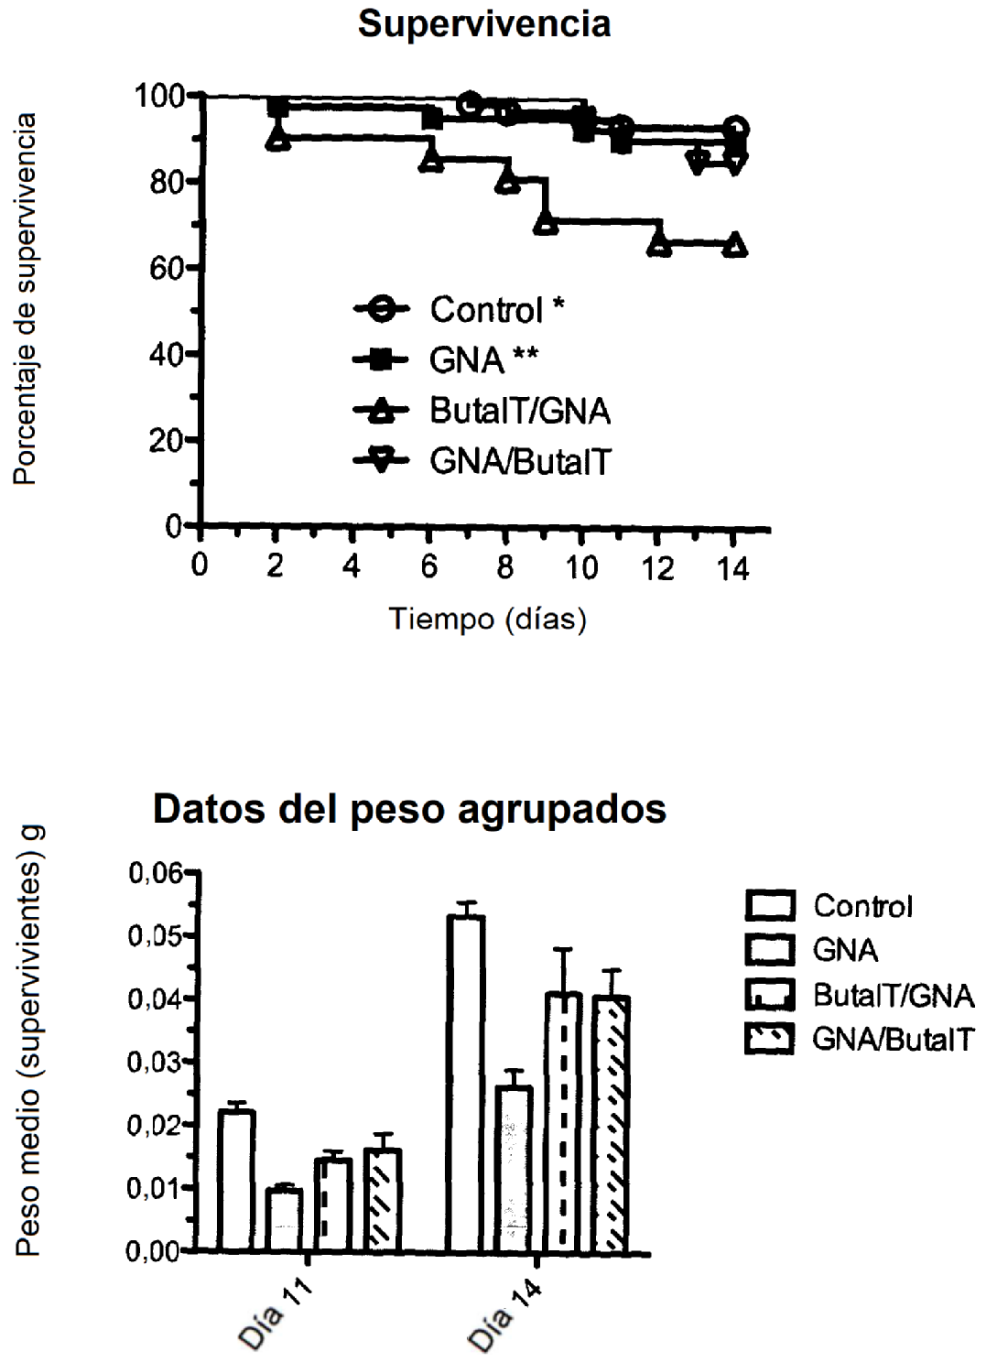 Supervivencia
Porcentaje de supervivencia
100
80
60
40
20
0
0 2 4 6 8 10 12 14
Tiempo (días)
Control *
GNA **
ButaIT/GNA
GNA/ButaIT
Datos del peso agrupados
Peso medio (supervivientes) g
0,06
0,05
0,04
0,03
0,02
0,01
0,00
Día 11 Día 14
Control
GNA
ButaIT/GNA
GNA/ButaIT